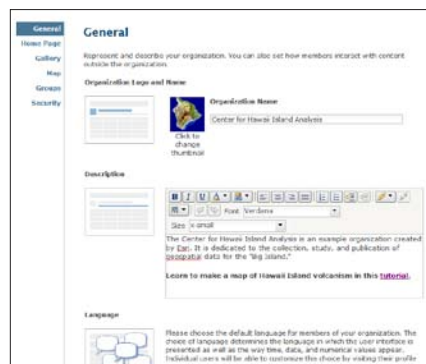 General
General
Home Page
Gallery
Map
Groups
Security
Represent and describe your organization. You can also set how members interact with content
outside the organization.
Organization Logo and Name
Organization Name
Center for Hawaii Island Analysis
Click to
change
thumbnail
Description
B I U A
Font Verdana
Size x-small
The Center for Hawaii Island Analysis is an example organization created
by Esri. It is dedicated to the collection, study, and publication of
geospatial data for the "Big Island."
Learn to make a map of Hawaii Island volcanism in this tutorial.
Language
Please choose the default language for members of your organization. The
choice of language determines the language in which the user interface is
presented as well as the way time, date, and numerical values appear.
Individual users will be able to customize this choice by visiting their profile